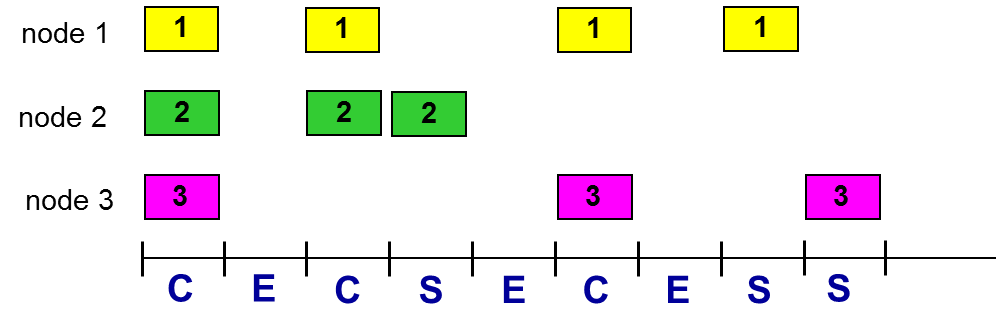 node 1 1 1 1 1
node 2 2 2 2
node 3 3 3 3
C E C S E C E S S